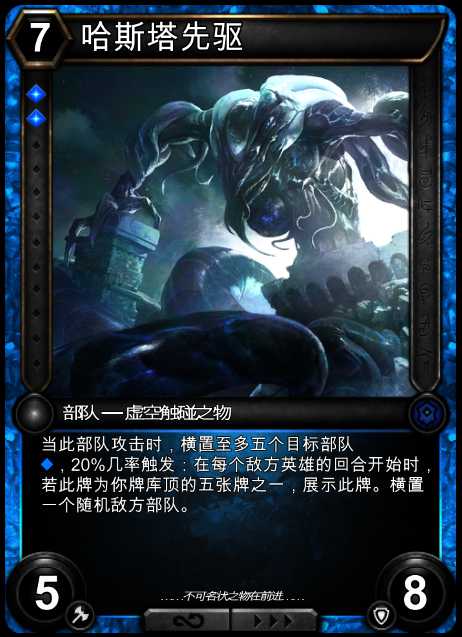 7
哈斯塔先驱
部队 — 虚空触碰之物
当此部队攻击时，横置至多五个目标部队
，20%几率触发：在每个敌方英雄的回合开始时，
若此牌为你牌库顶的五张牌之一，展示此牌。横置
一个随机敌方部队。
5
……不可名状之物在前进……
8